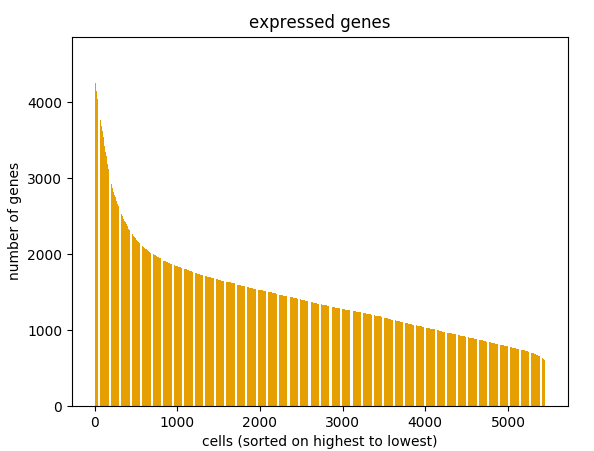 expressed genes
number of genes
4000
3000
2000
1000
0
0 1000 2000 3000 4000 5000
cells (sorted on highest to lowest)